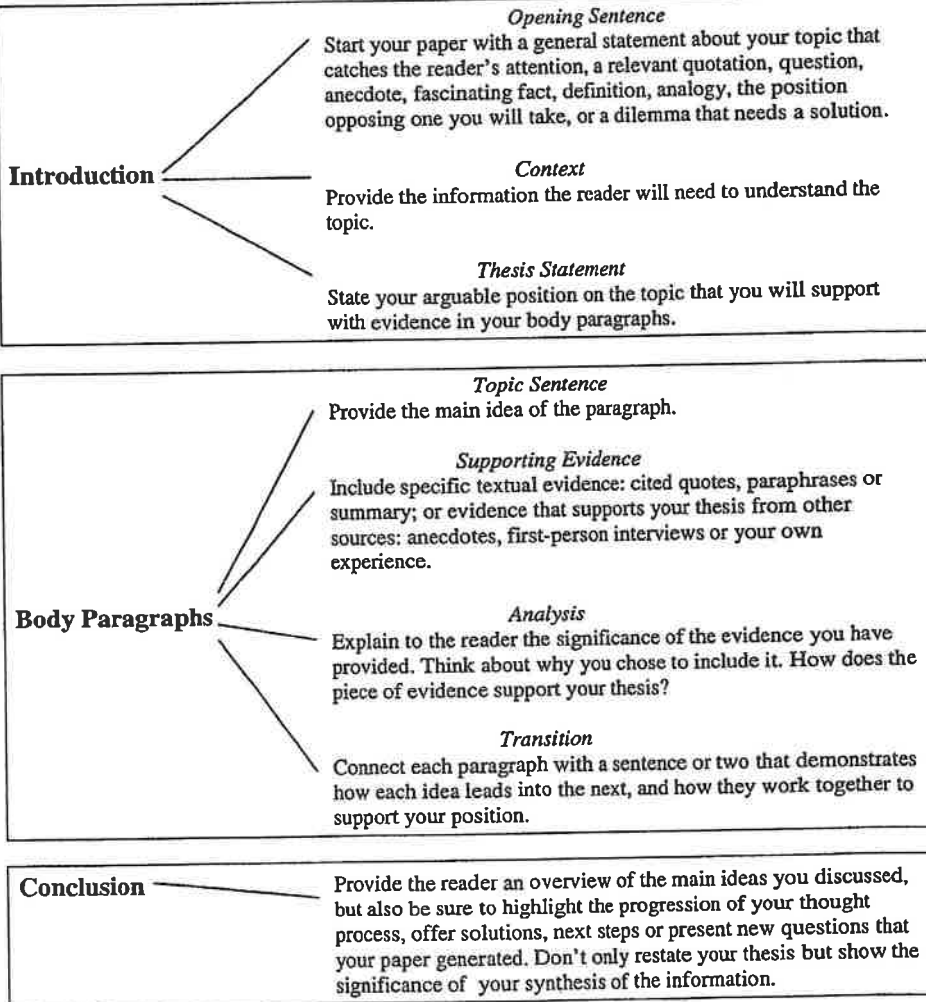 Opening Sentence
Start your paper with a general statement about your topic that
catches the reader's attention, a relevant quotation, question,
anecdote, fascinating fact, definition, analogy, the position
opposing one you will take, or a dilemma that needs a solution.
Introduction
Context
Provide the information the reader will need to understand the
topic.
Thesis Statement
State your arguable position on the topic that you will support
with evidence in your body paragraphs.
Topic Sentence
Provide the main idea of the paragraph.
Supporting Evidence
Include specific textual evidence: cited quotes, paraphrases or
summary; or evidence that supports your thesis from other
sources: anecdotes, first-person interviews or your own
experience.
Body Paragraphs
Analysis
Explain to the reader the significance of the evidence you have
provided. Think about why you chose to include it. How does the
piece of evidence support your thesis?
Transition
Connect each paragraph with a sentence or two that demonstrates
how each idea leads into the next, and how they work together to
support your position.
Conclusion
Provide the reader an overview of the main ideas you discussed,
but also be sure to highlight the progression of your thought
process, offer solutions, next steps or present new questions that
your paper generated. Don't only restate your thesis but show the
significance of your synthesis of the information.